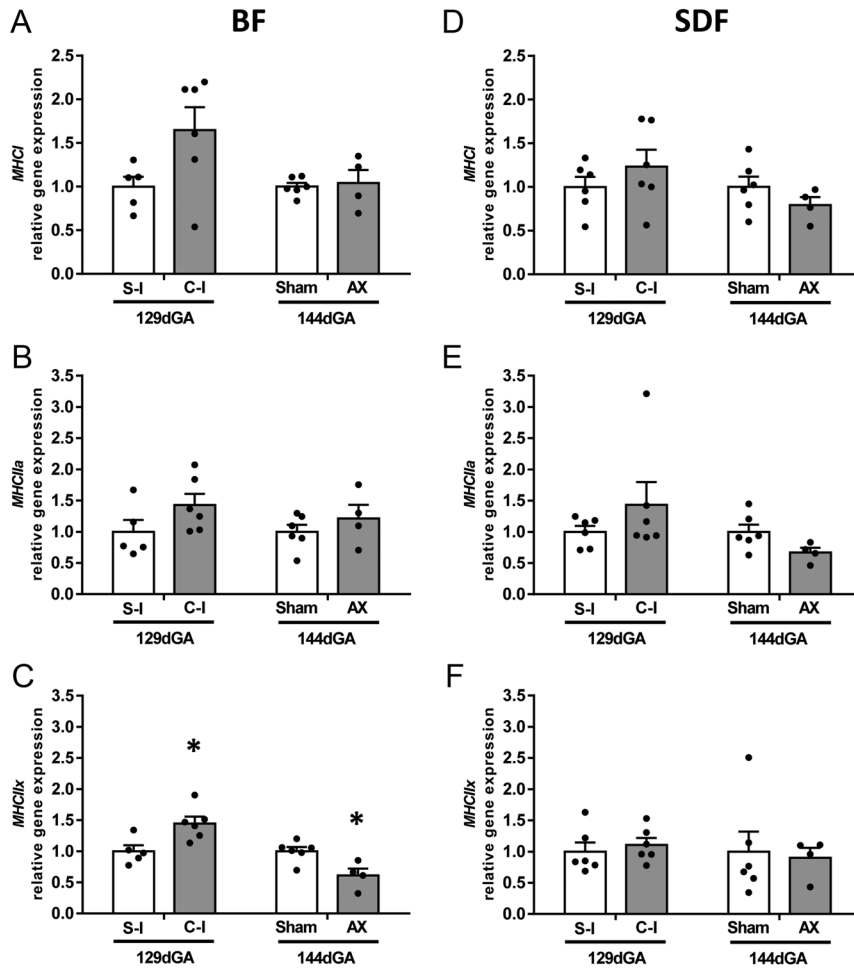 A
BF
MHCI
relative gene expression
2.5
2.0
1.5
1.0
0.5
0.0
S-I C-I Sham AX
129dGA 144dGA
D
SDF
MHCI
relative gene expression
2.5
2.0
1.5
1.0
0.5
0.0
S-I C-I Sham AX
129dGA 144dGA
B
MHCIIa
relative gene expression
3.5
3.0
2.5
2.0
1.5
1.0
0.5
0.0
S-I C-I Sham AX
129dGA 144dGA
E
MHCIIa
relative gene expression
3.5
3.0
2.5
2.0
1.5
1.0
0.5
0.0
S-I C-I Sham AX
129dGA 144dGA
C
MHCIIx
relative gene expression
3.5
3.0
2.5
2.0
1.5
1.0
0.5
0.0
*
*
S-I C-I Sham AX
129dGA 144dGA
F
MHCIIx
relative gene expression
3.5
3.0
2.5
2.0
1.5
1.0
0.5
0.0
S-I C-I Sham AX
129dGA 144dGA